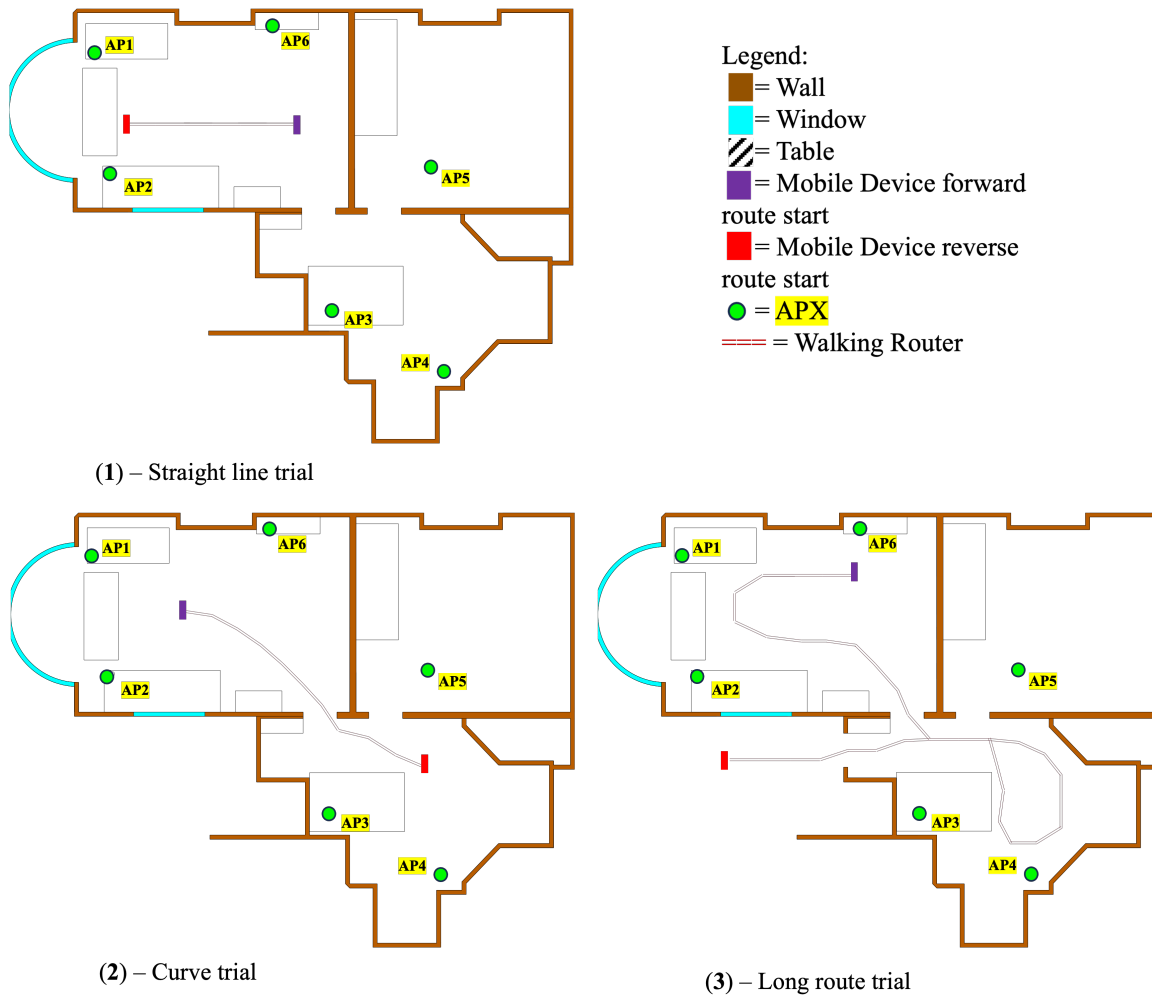 AP1
AP6
AP2
AP5
AP3
AP4
(1) – Straight line trial
Legend:
= Wall
= Window
= Table
= Mobile Device forward
route start
= Mobile Device reverse
route start
= APX
=== = Walking Router
AP1
AP6
AP2
AP5
AP3
AP4
(2) – Curve trial
AP1
AP6
AP2
AP5
AP3
AP4
(3) – Long route trial